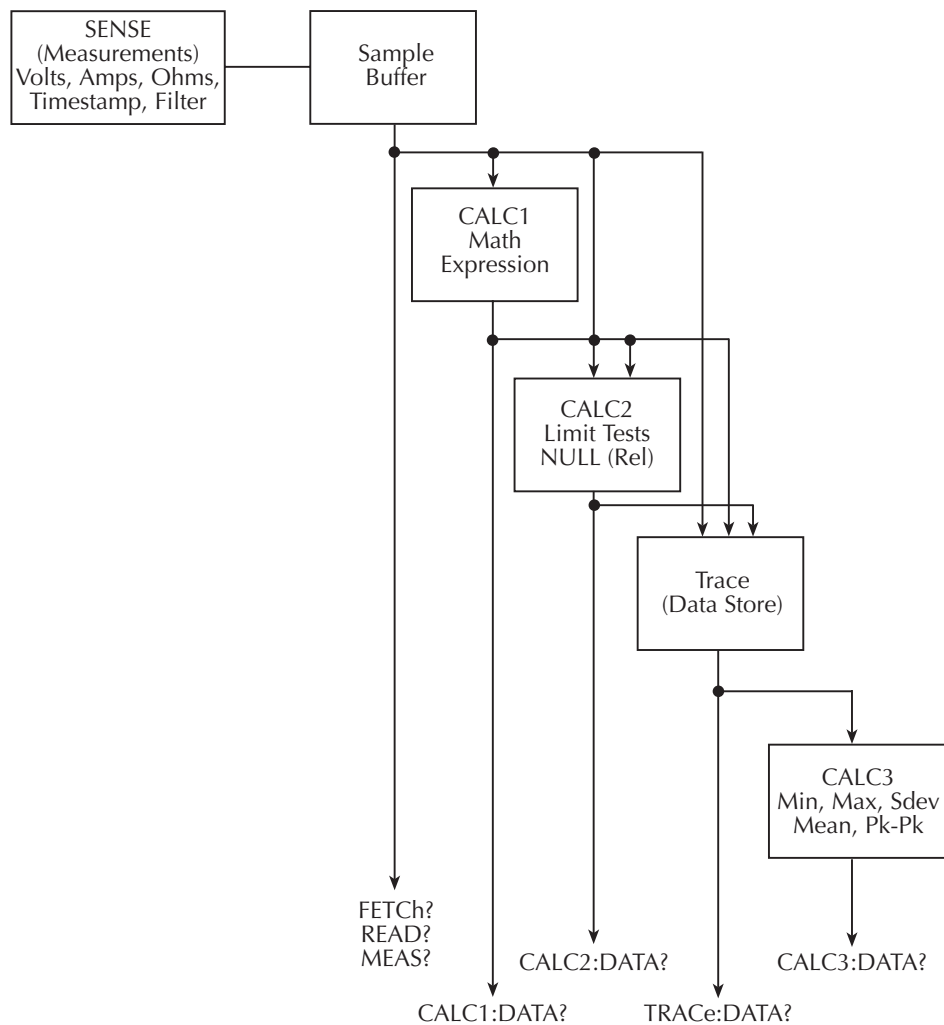 SENSE
(Measurements)
Volts, Amps, Ohms,
Timestamp, Filter
Sample
Buffer
CALC1
Math
Expression
CALC2
Limit Tests
NULL (Rel)
Trace
(Data Store)
CALC3
Min, Max, Sdev
Mean, Pk-Pk
FETCh?
READ?
MEAS?
CALC2:DATA?
CALC3:DATA?
CALC1:DATA?
TRACe:DATA?